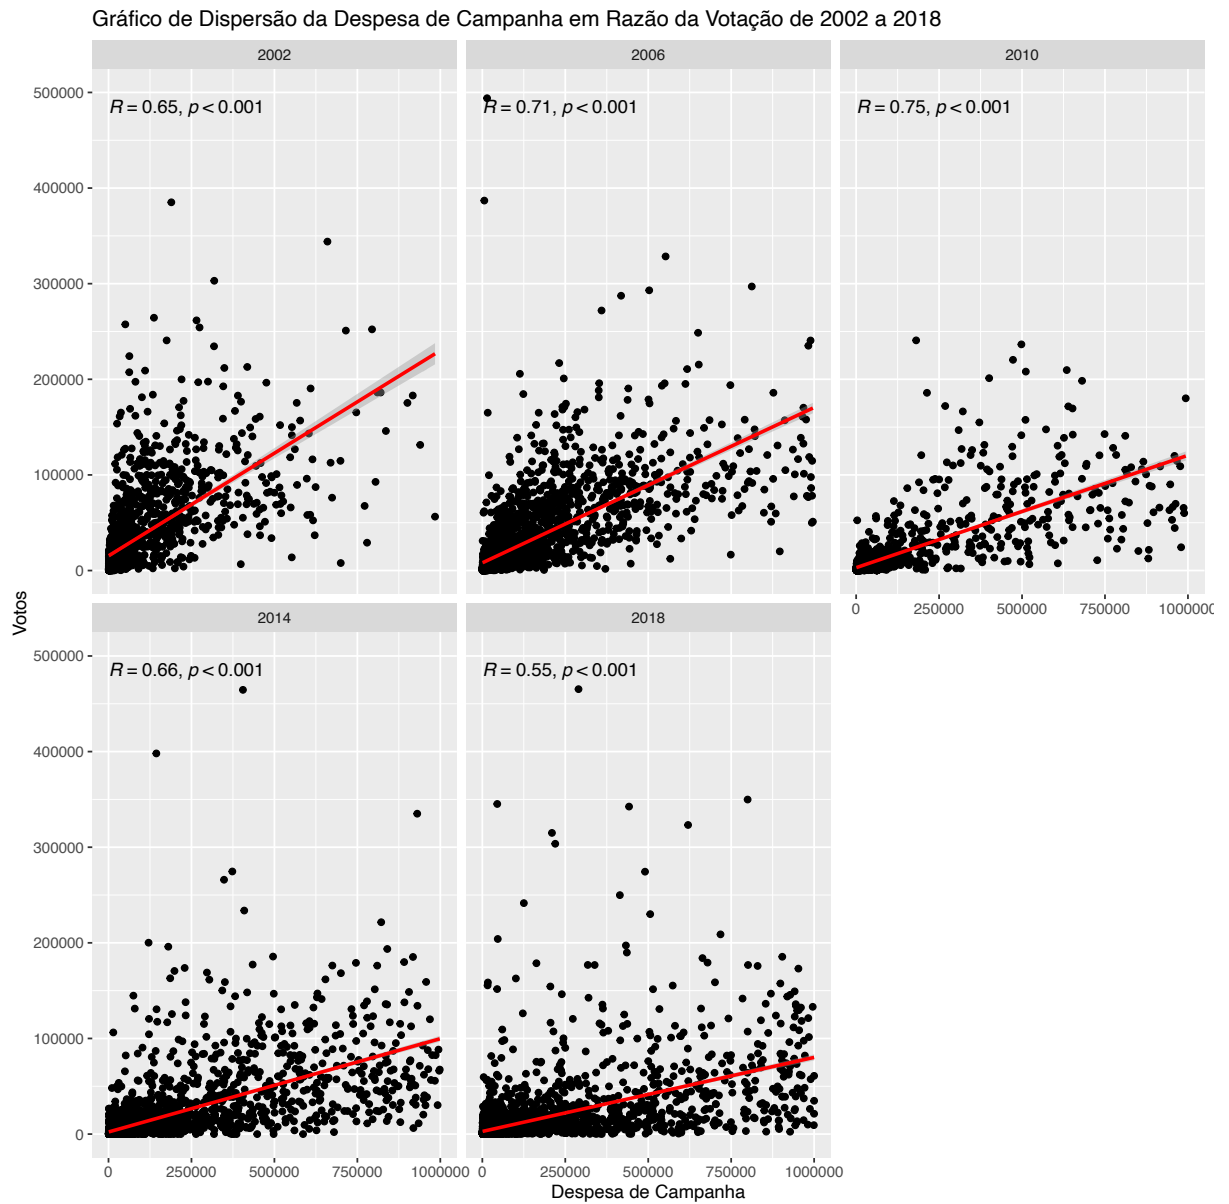 Gráfico de Dispersão da Despesa de Campanha em Razão da Votação de 2002 a 2018
2002
2006
2010
500000
400000
300000
200000
100000
0
R = 0.65, p < 0.001
R = 0.71, p < 0.001
R = 0.75, p < 0.001
0 250000 500000 750000 1000000
2014
2018
500000
400000
300000
200000
100000
0
R = 0.66, p < 0.001
R = 0.55, p < 0.001
0 250000 500000 750000 1000000
0 250000 500000 750000 1000000
Votos
Despesa de Campanha